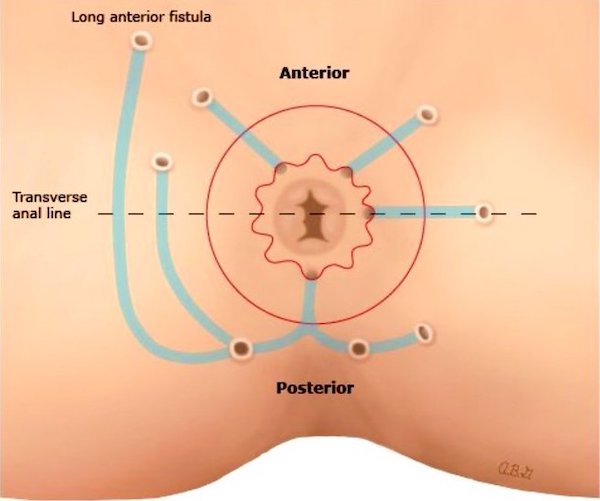 Long anterior fistula
Anterior
Transverse
anal line
Posterior
A.B.G